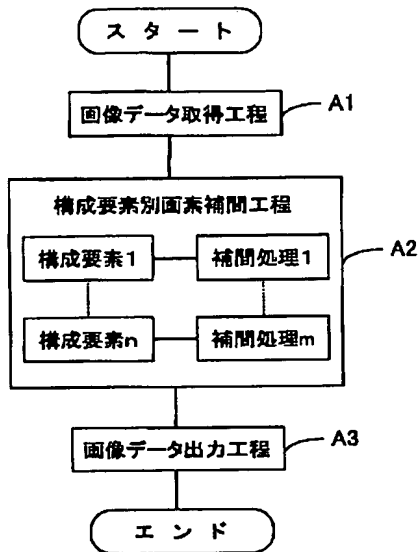 スタート
画像データ取得工程
A1
構成要素別画素補間工程
構成要素1
補間処理1
A2
構成要素n
補間処理m
画像データ出力工程
A3
エンド